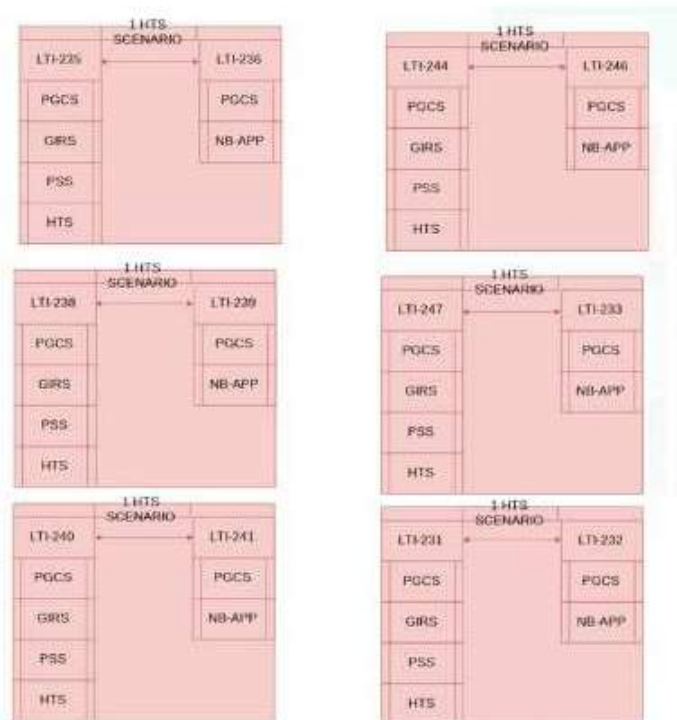 1 HTS
SCENARIO
LTI-235
LTI-236
PGCS
PGCS
GIRS
NB-APP
PSS
HTS
1 HTS
SCENARIO
LTI-244
LTI-246
PGCS
PGCS
GIRS
NB-APP
PSS
HTS
1 HTS
SCENARIO
LTI-238
LTI-239
PGCS
PGCS
GIRS
NB-APP
PSS
HTS
1 HTS
SCENARIO
LTI-247
LTI-233
PGCS
PGCS
GIRS
NB-APP
PSS
HTS
1 HTS
SCENARIO
LTI-240
LTI-241
PGCS
PGCS
GIRS
NB-APP
PSS
HTS
1 HTS
SCENARIO
LTI-231
LTI-232
PGCS
PGCS
GIRS
NB-APP
PSS
HTS